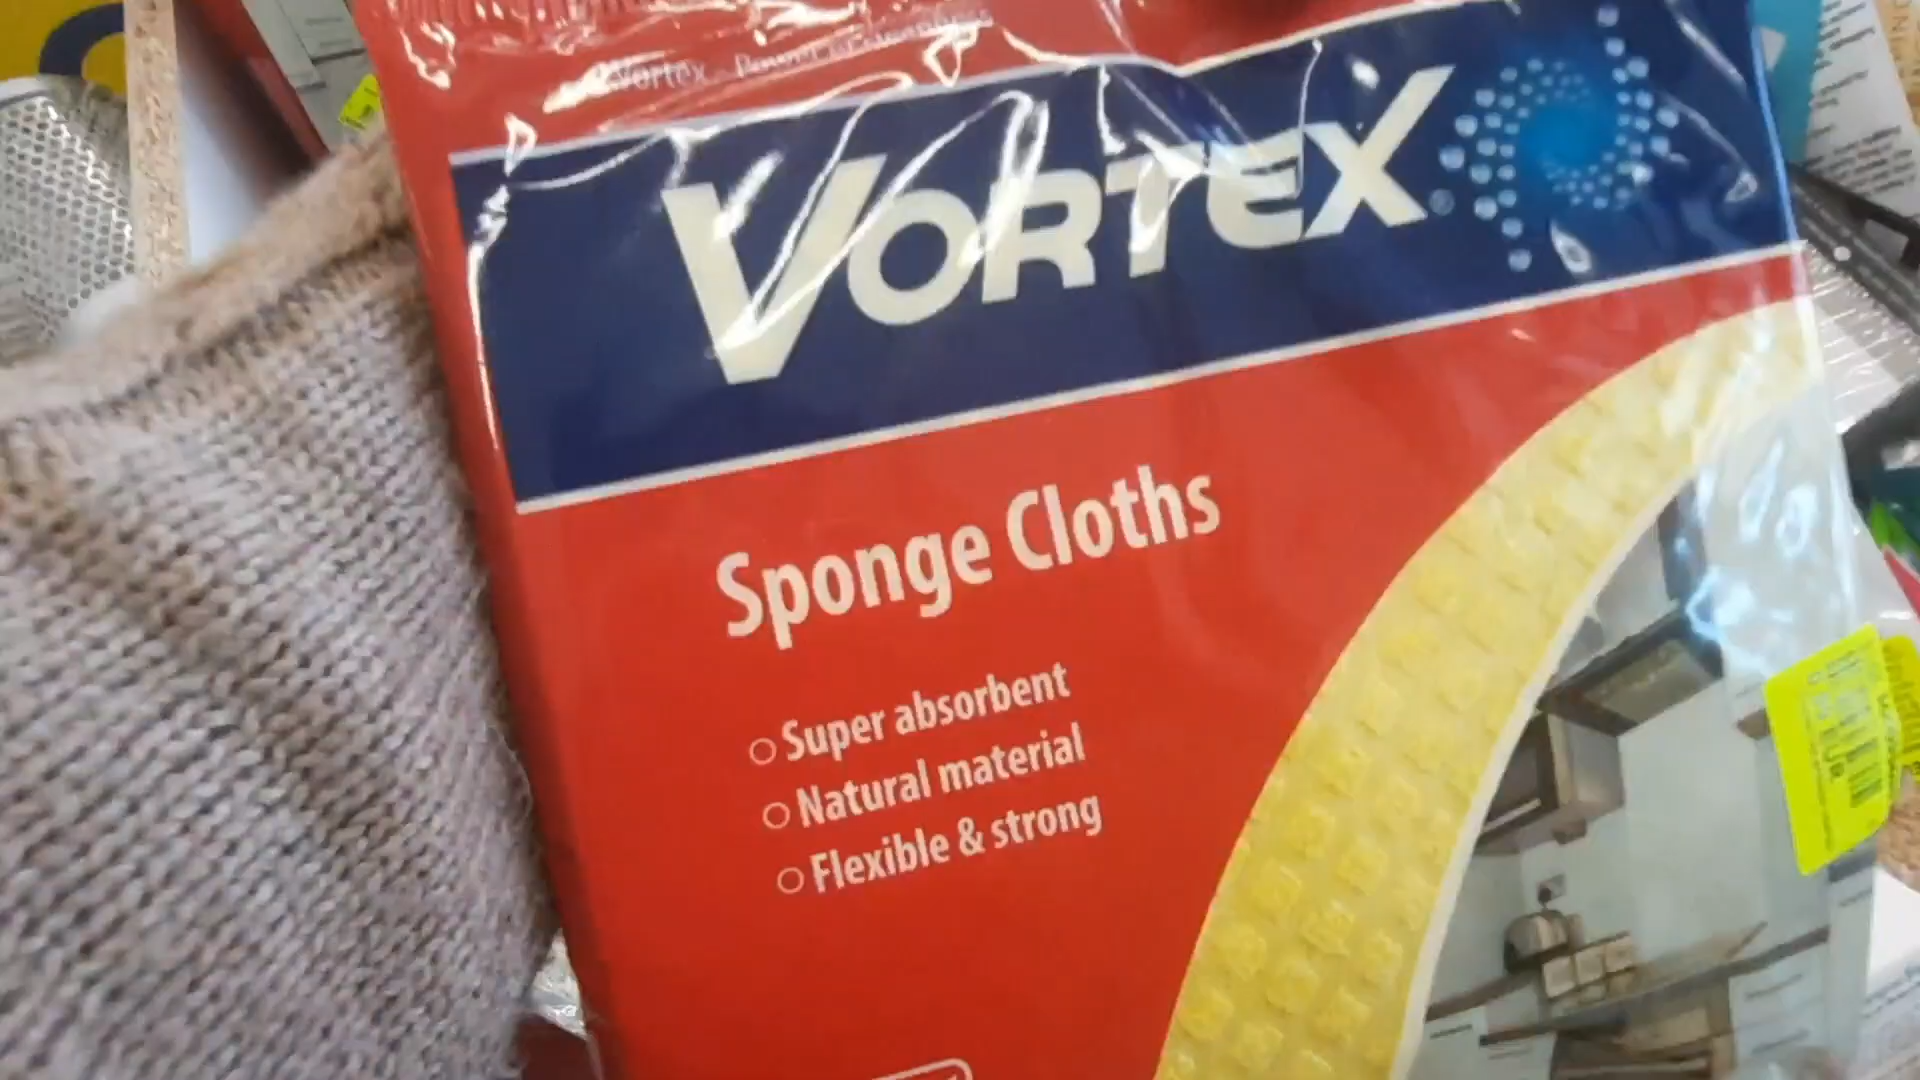 Vortex
VORTEX
Sponge Cloths
Super absorbent
Natural material
Flexible & strong